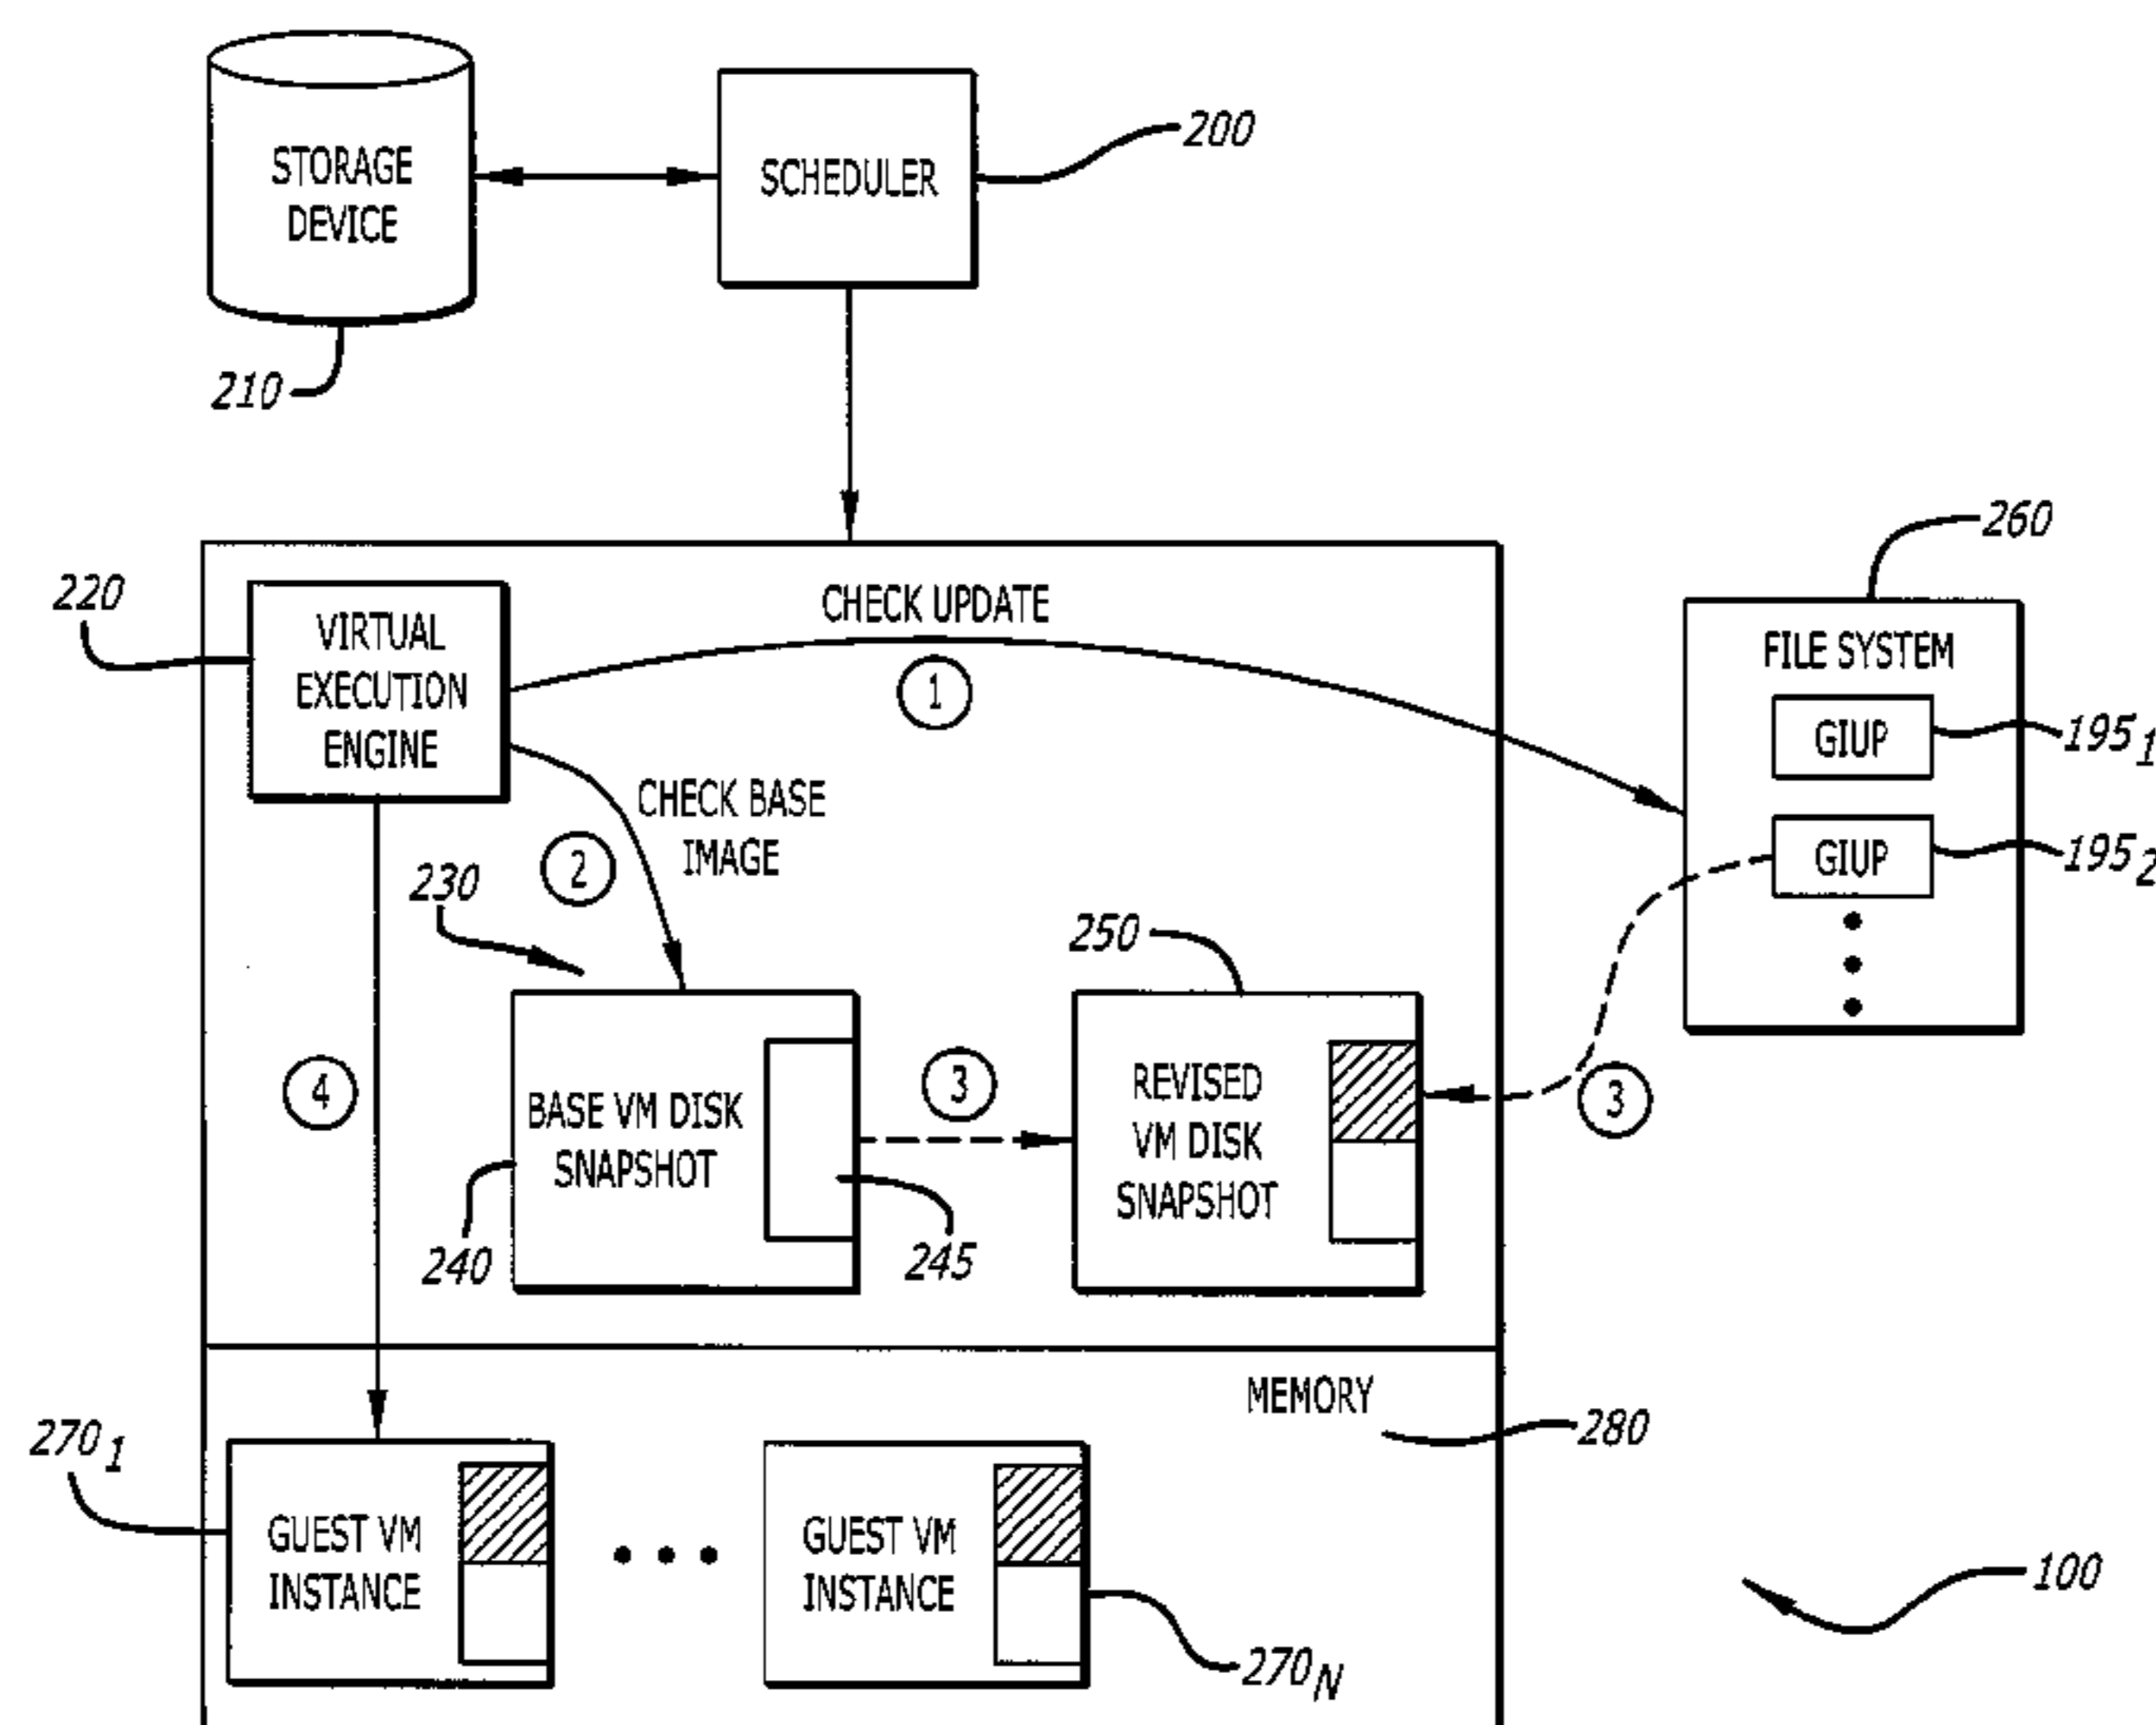 STORAGE
DEVICE
210
SCHEDULER
200
220
VIRTUAL
EXECUTION
ENGINE
CHECK UPDATE
1
260
FILE SYSTEM
GIUP
195 1
GIUP
195 2
CHECK BASE
IMAGE
2
230
250
4
BASE VM DISK
SNAPSHOT
240
245
3
REVISED
VM DISK
SNAPSHOT
3
MEMORY
280
270 1
GUEST VM
INSTANCE
GUEST VM
INSTANCE
270 N
100